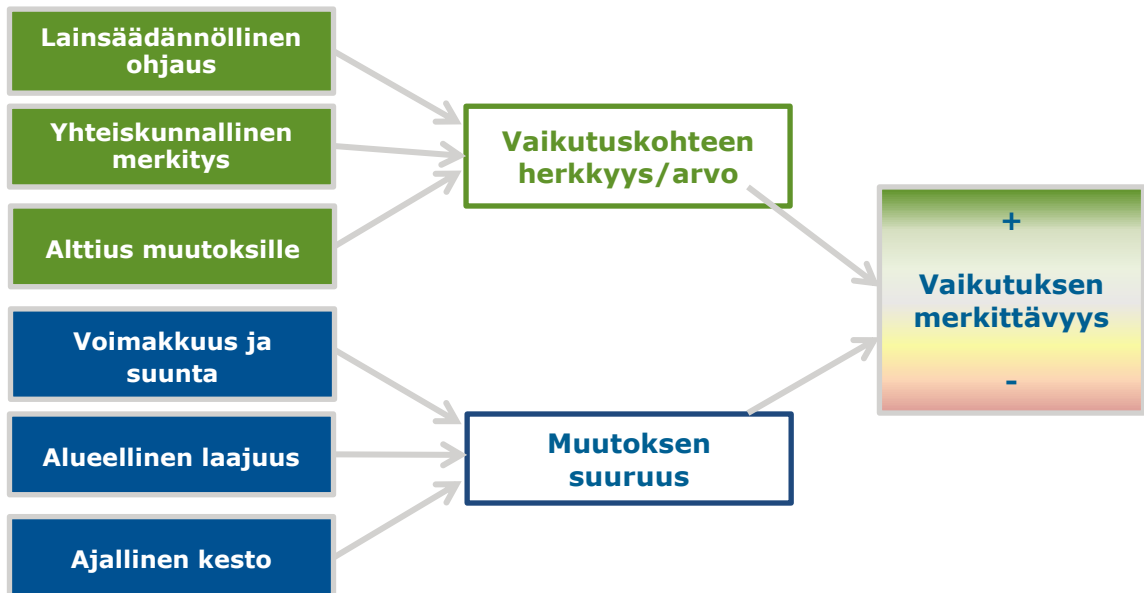 Lainsäädännöllinen
ohjaus
Yhteiskunnallinen
merkitys
Alttius muutoksille
Voimakkuus ja
suunta
Alueellinen laajuus
Ajallinen kesto
Vaikutuskohteen
herkkyys/arvo
Muutoksen
suuruus
+
Vaikutuksen
merkittävyys
-